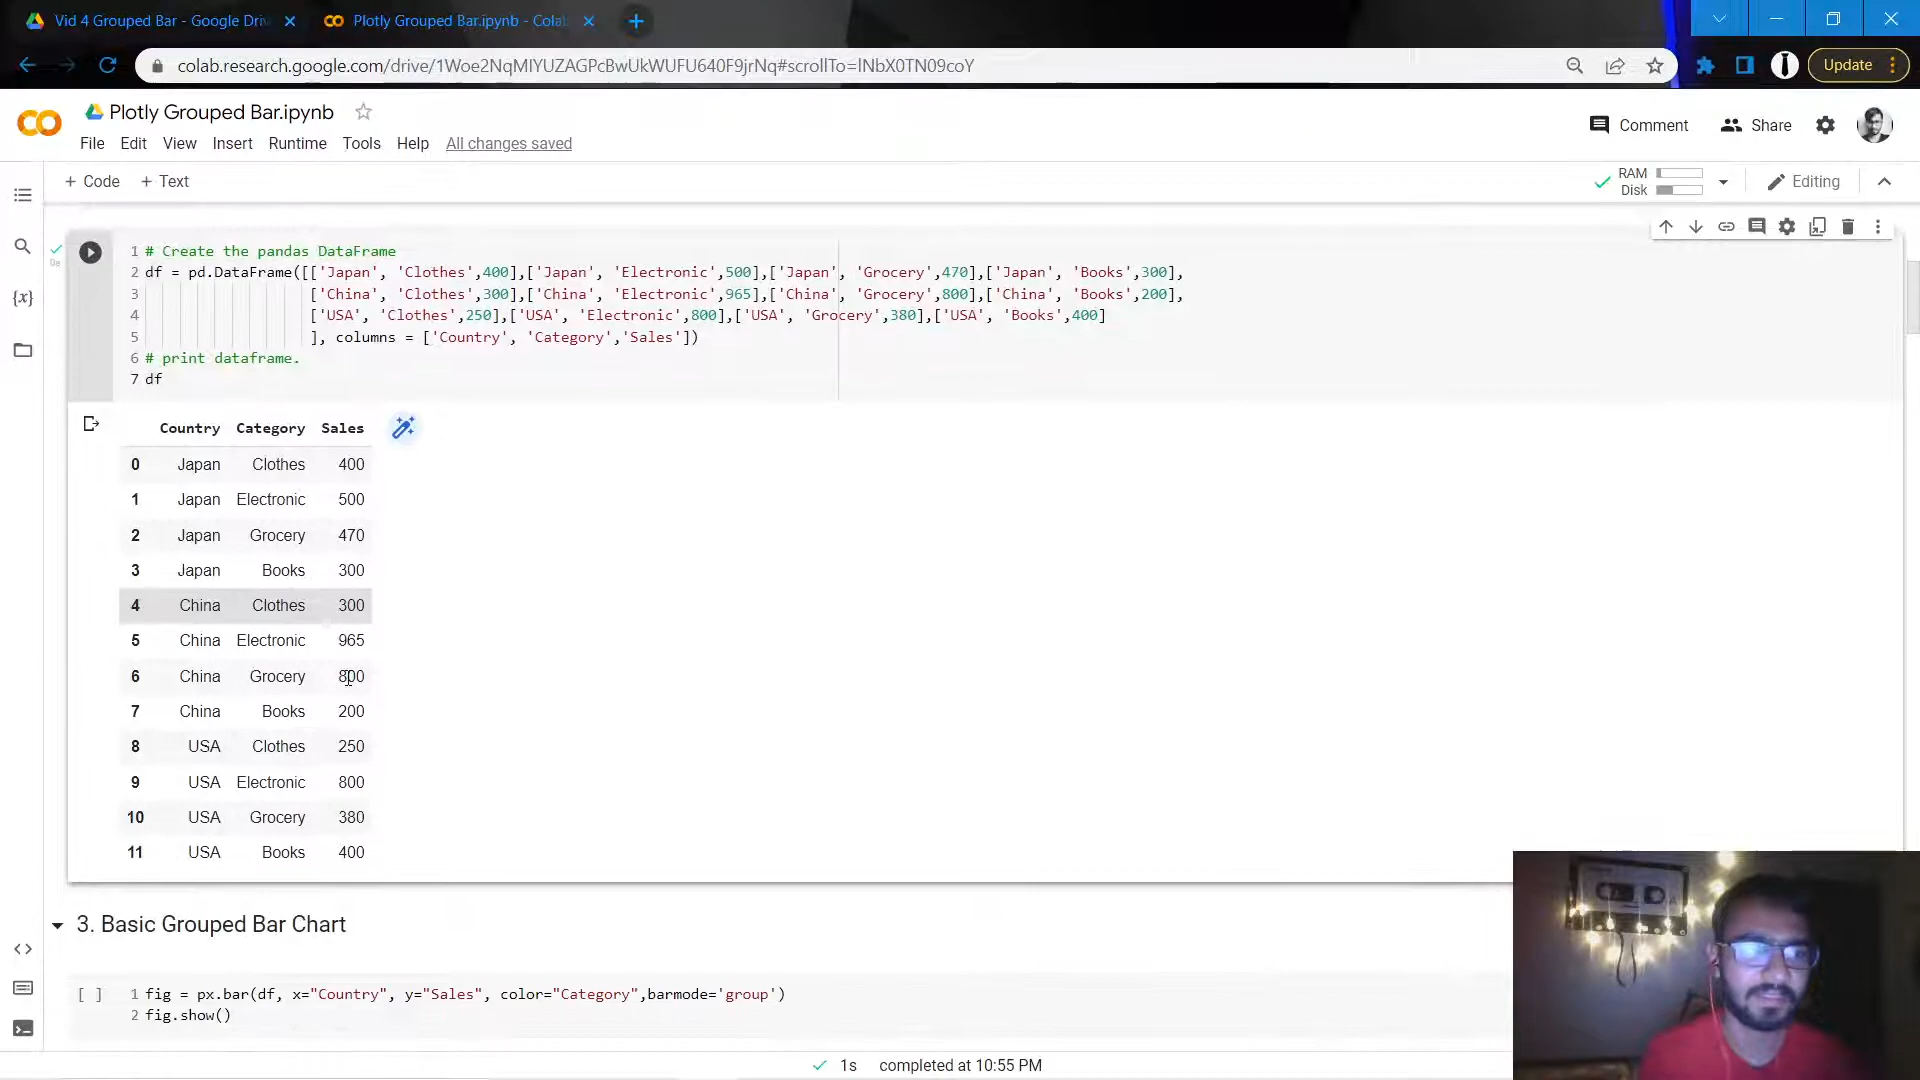 Vid 4 Grouped Bar - Google Driv
Plotly Grouped Bar.ipynb - Colab
colab.research.google.com/drive/1Woe2NqMlYUZAGPcBwUkWUFU640F9jrNq#scrollTo=lNbX0TN09coY
Update
Plotly Grouped Bar.ipynb
File Edit View Insert Runtime Tools Help All changes saved
Comment
Share
+ Code + Text
RAM
Disk
Editing
1 # Create the pandas DataFrame
2 df = pd.DataFrame([['Japan', 'Clothes',400],['Japan', 'Electronic',500],['Japan', 'Grocery',470],['Japan', 'Books',300],
3 ['China', 'Clothes',300],['China', 'Electronic',965],['China', 'Grocery',800],['China', 'Books',200],
4 ['USA', 'Clothes',250],['USA', 'Electronic',800],['USA', 'Grocery',380],['USA', 'Books',400]
5 ], columns = ['Country', 'Category','Sales'])
6 # print dataframe.
7 df
0s
Country Category Sales
0 Japan Clothes 400
1 Japan Electronic 500
2 Japan Grocery 470
3 Japan Books 300
4 China Clothes 300
5 China Electronic 965
6 China Grocery 800
7 China Books 200
8 USA Clothes 250
9 USA Electronic 800
10 USA Grocery 380
11 USA Books 400
3. Basic Grouped Bar Chart
[ ] 1 fig = px.bar(df, x="Country", y="Sales", color="Category",barmode='group')
2 fig.show()
1s completed at 10:55 PM